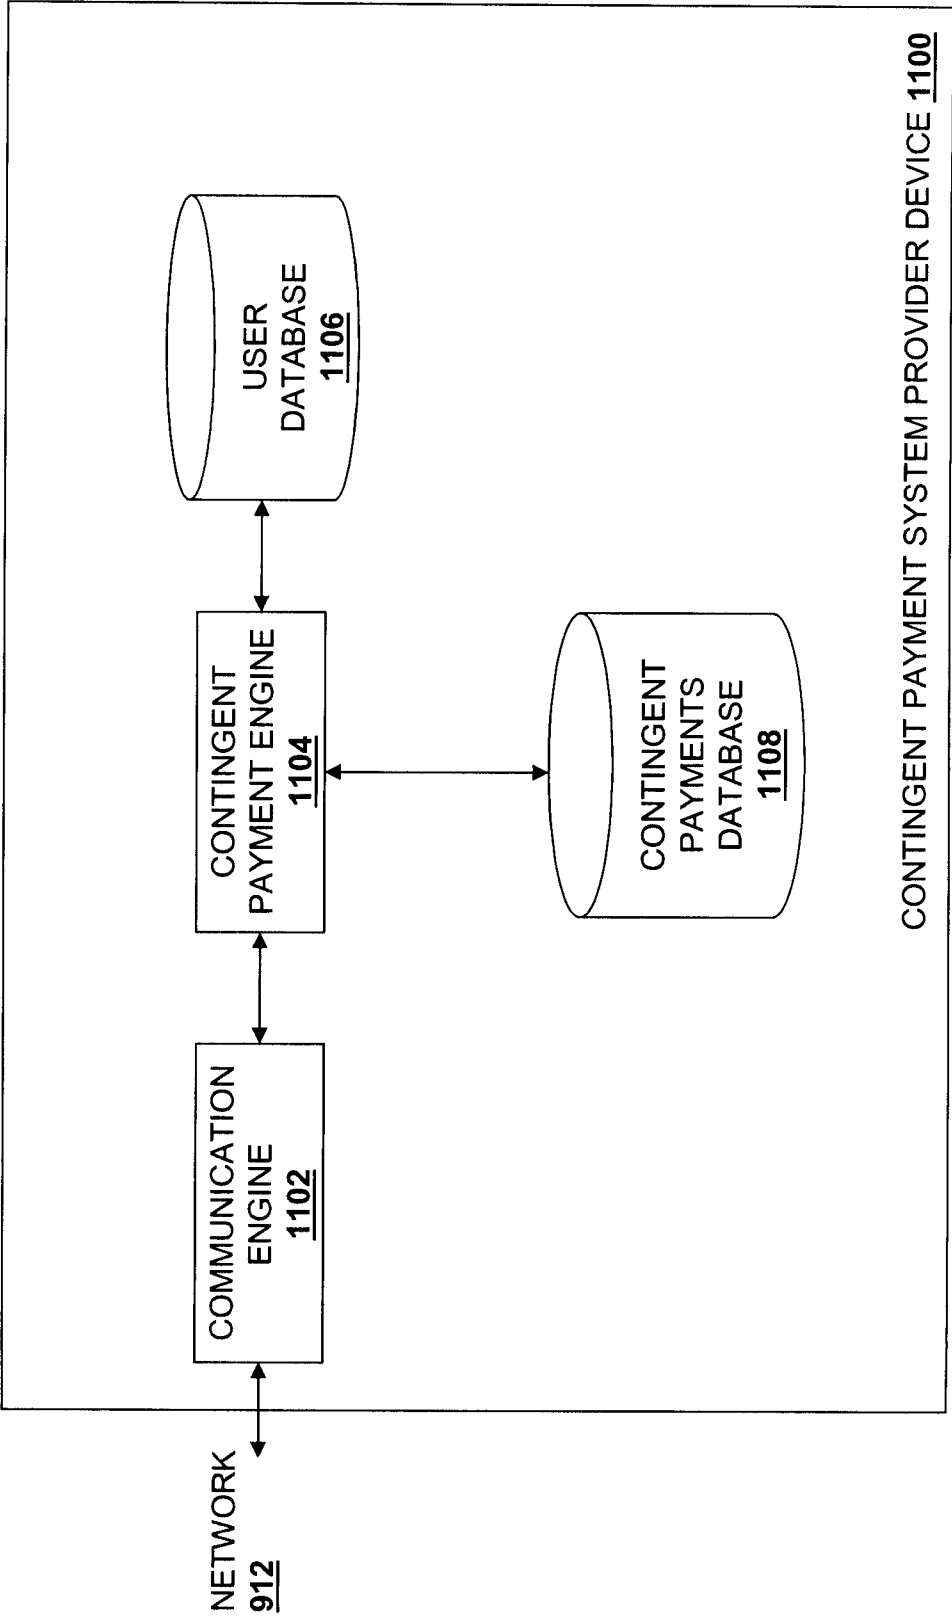 NETWORK
912
COMMUNICATION
ENGINE
1102
CONTINGENT
PAYMENT ENGINE
1104
USER
DATABASE
1106
CONTINGENT
PAYMENTS
DATABASE
1108
CONTINGENT PAYMENT SYSTEM PROVIDER DEVICE 1100